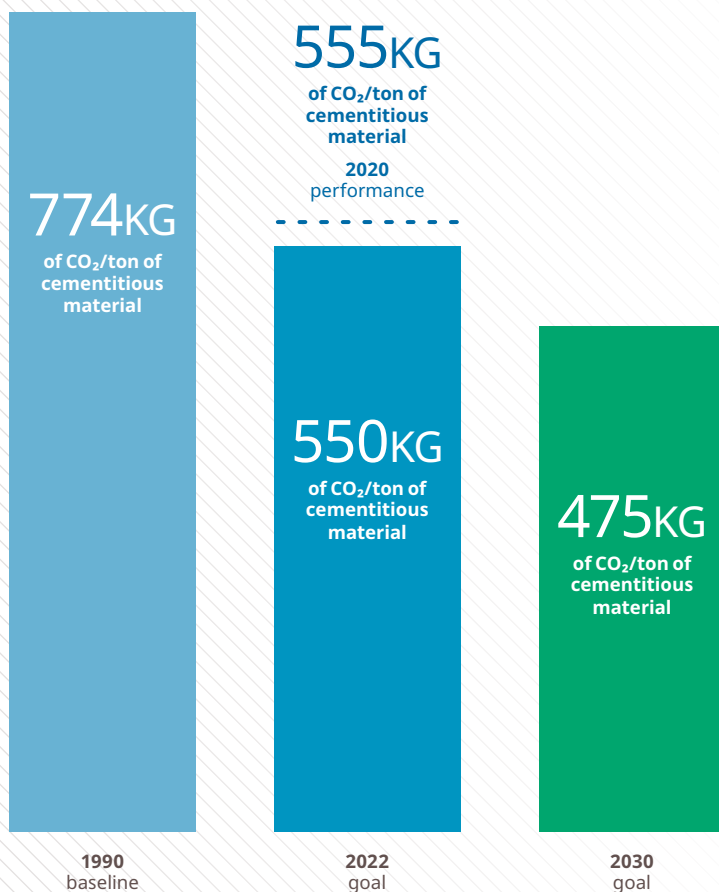 774KG
of CO₂/ton of
cementitious
material
1990
baseline
555KG
of CO₂/ton of
cementitious
material
2020
performance
550KG
of CO₂/ton of
cementitious
material
2022
goal
475KG
of CO₂/ton of
cementitious
material
2030
goal